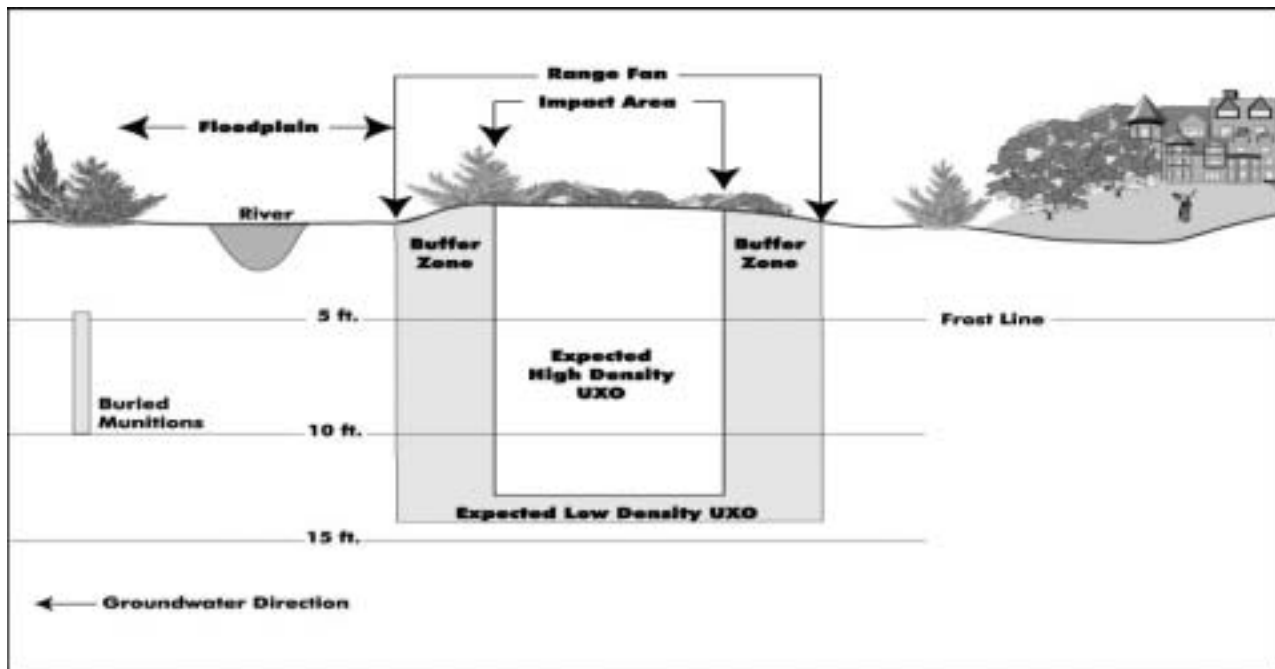 Range Fan
Impact Area
Floodplain
River
Buffer
Zone
Buffer
Zone
5 ft.
Frost Line
Expected
High Density
UXO
Buried
Munitions
10 ft.
Expected Low Density UXO
15 ft.
Groundwater Direction